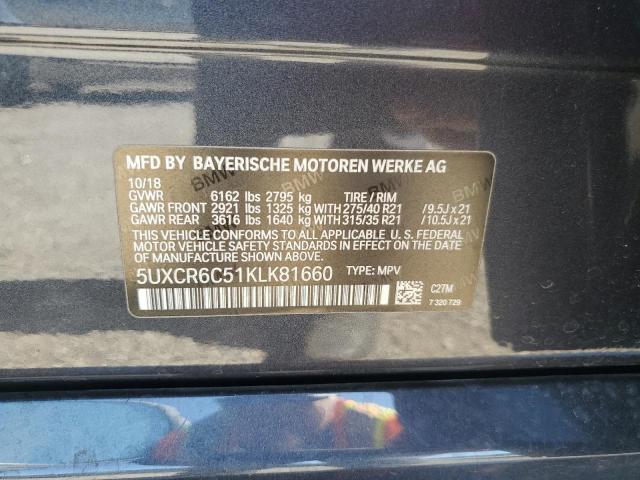 MFD BY BAYERISCHE MOTOREN WERKE AG
10/18
GVWR 6162 lbs 2795 kg TIRE / RIM
GAWR FRONT 2921 lbs 1325 kg WITH 275/40 R21 / 9.5J x 21
GAWR REAR 3616 lbs 1640 kg WITH 315/35 R21 / 10.5J x 21
THIS VEHICLE CONFORMS TO ALL APPLICABLE U. S. FEDERAL
MOTOR VEHICLE SAFETY STANDARDS IN EFFECT ON THE DATE
OF MANUFACTURE SHOWN ABOVE.
5UXCR6C51KLK81660 TYPE: MPV
C27M
7 320 729